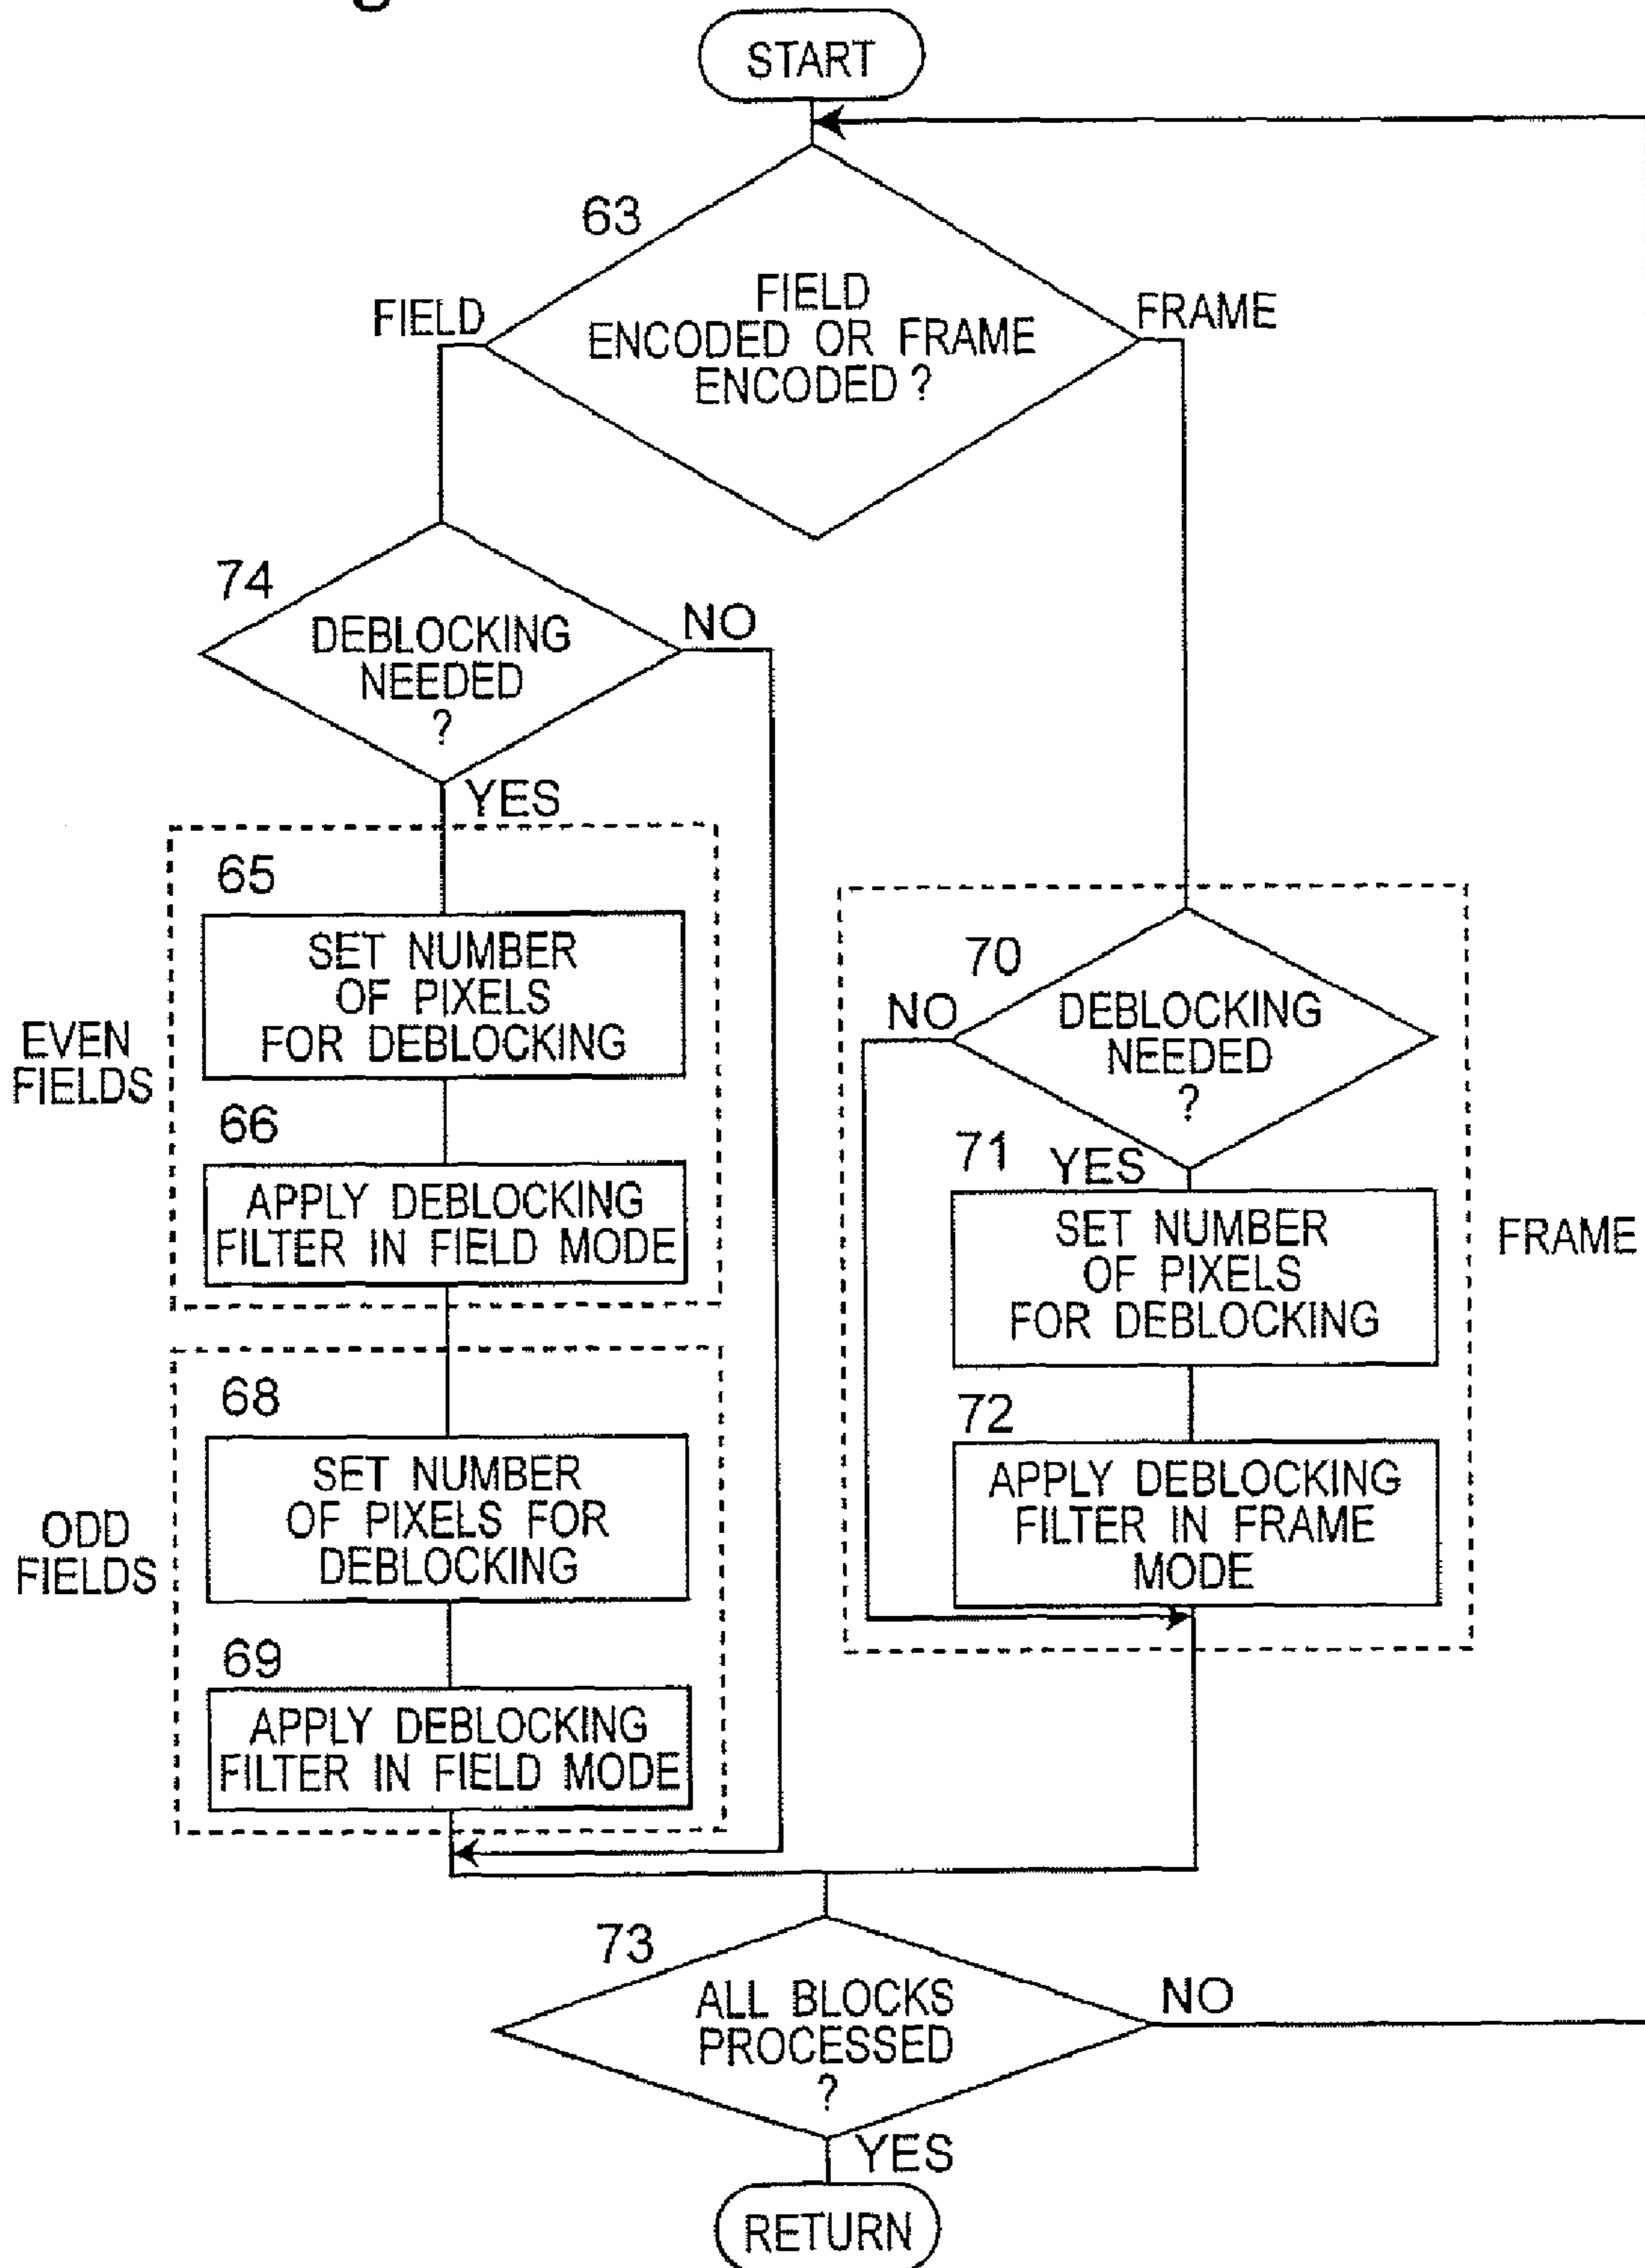 START
63
FIELD
ENCODED OR FRAME
ENCODED ?
FIELD
FRAME
74
DEBLOCKING
NEEDED
?
NO
YES
EVEN
FIELDS
65
SET NUMBER
OF PIXELS
FOR DEBLOCKING
66
APPLY DEBLOCKING
FILTER IN FIELD MODE
ODD
FIELDS
68
SET NUMBER
OF PIXELS FOR
DEBLOCKING
69
APPLY DEBLOCKING
FILTER IN FIELD MODE
70
DEBLOCKING
NEEDED
?
NO
YES
71
SET NUMBER
OF PIXELS
FOR DEBLOCKING
FRAME
72
APPLY DEBLOCKING
FILTER IN FRAME
MODE
73
ALL BLOCKS
PROCESSED
?
NO
YES
RETURN